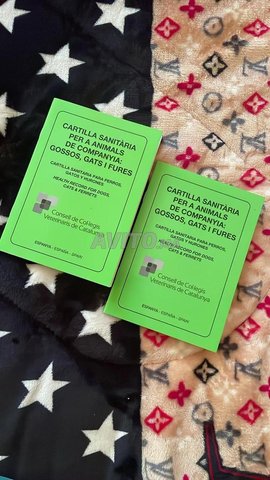 CARTILLA SANITÀRIA
PER A ANIMALS
DE COMPANYIA:
GOSSOS, GATS I FURES
CARTILLA SANITARIA PARA PERROS,
GATOS Y HURONES
HEALTH RECORD FOR DOGS,
CATS & FERRETS
Consell de Col·legis
Veterinaris de Catalunya
ESPANYA - ESPAÑA - SPAIN
CARTILLA SANITÀRIA
PER A ANIMALS
DE COMPANYIA:
GOSSOS, GATS I FURES
CARTILLA SANITARIA PARA PERROS,
GATOS Y HURONES
HEALTH RECORD FOR DOGS,
CATS & FERRETS
Consell de Col·legis
Veterinaris de Catalunya
ESPANYA - ESPAÑA - SPAIN
AVITO